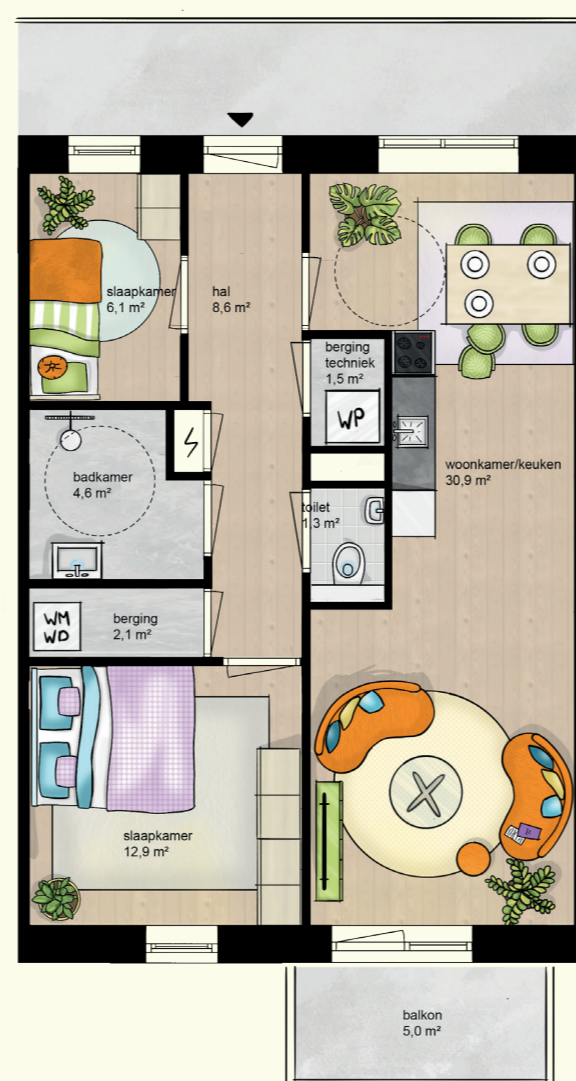 slaapkamer
6,1 m²
hal
8,6 m²
berging
techniek
1,5 m²
WP
woonkamer/keuken
30,9 m²
badkamer
4,6 m²
toilet
1,3 m²
WM
WD
berging
2,1 m²
slaapkamer
12,9 m²
balkon
5,0 m²